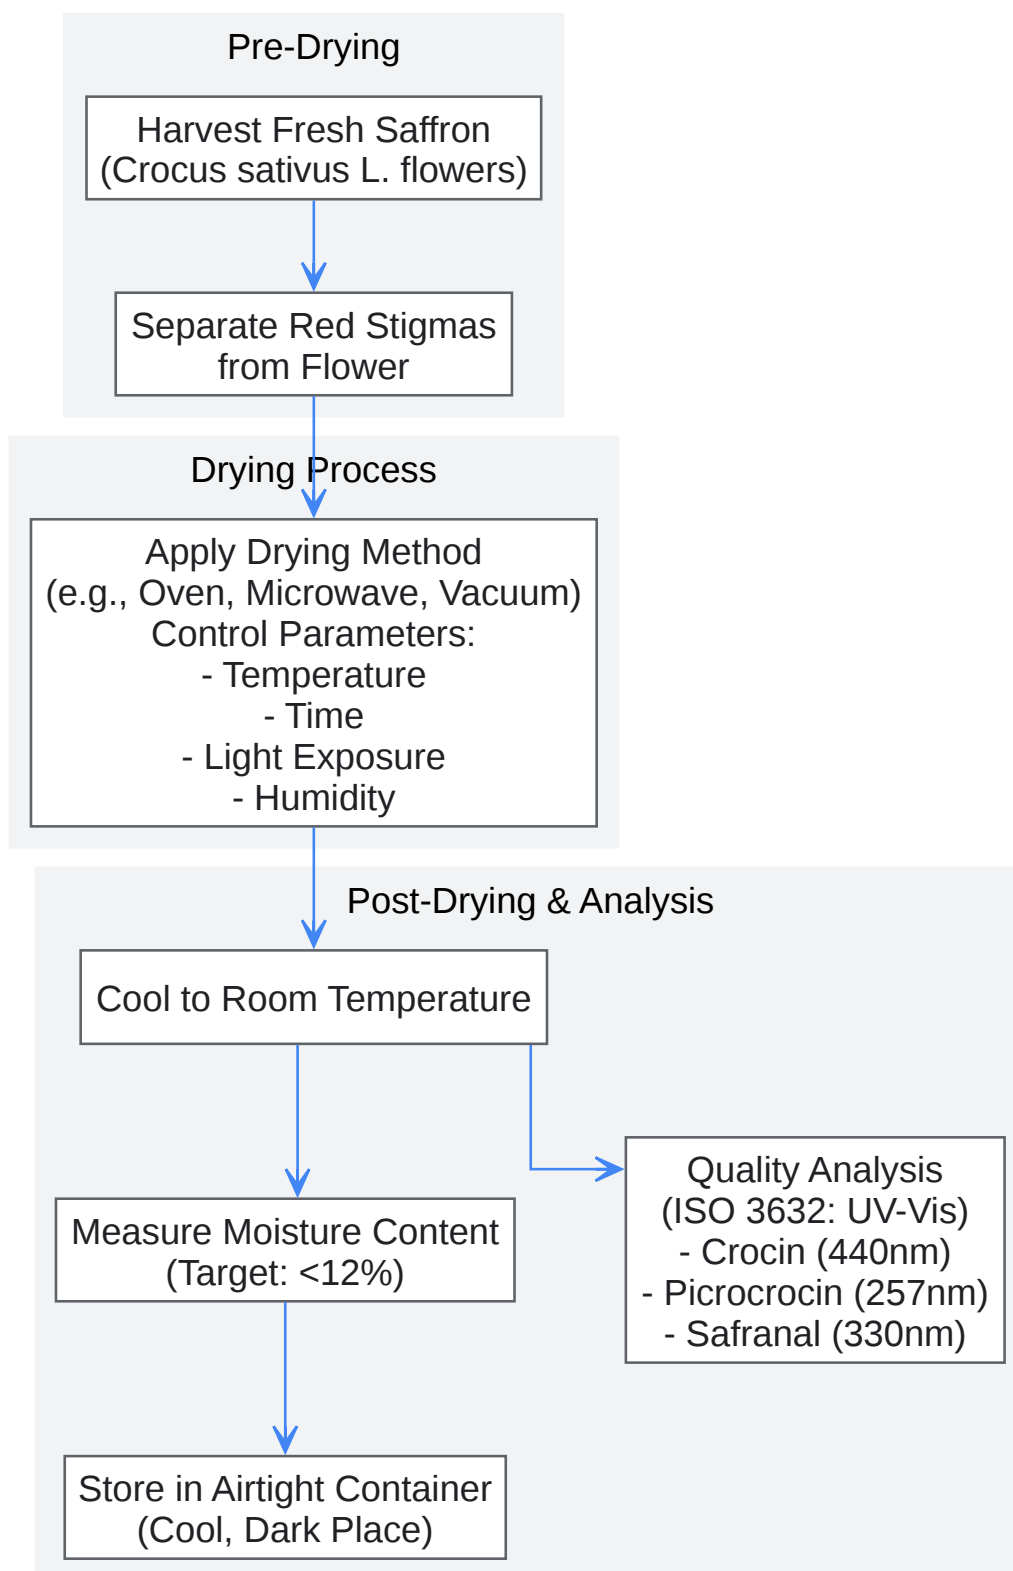 Pre-Drying
Harvest Fresh Saffron
(Crocus sativus L. flowers)
Separate Red Stigmas
from Flower
Drying Process
Apply Drying Method
(e.g., Oven, Microwave, Vacuum)
Control Parameters:
- Temperature
- Time
- Light Exposure
- Humidity
Post-Drying & Analysis
Cool to Room Temperature
Quality Analysis
(ISO 3632: UV-Vis)
- Crocin (440nm)
- Picrocrocin (257nm)
- Safranal (330nm)
Measure Moisture Content
(Target: <12%)
Store in Airtight Container
(Cool, Dark Place)